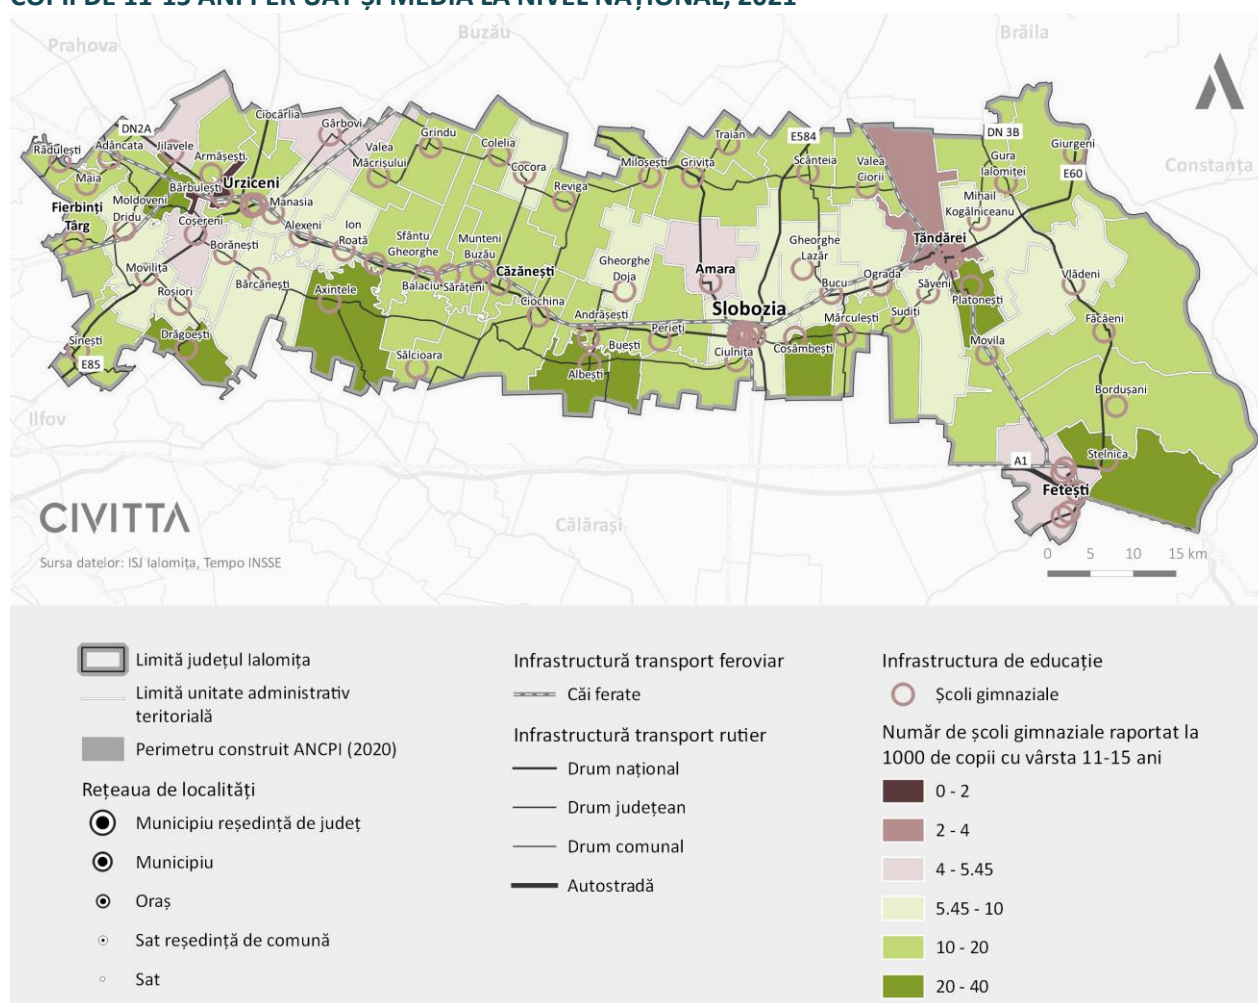 COPII DE 11-15 ANI PER UAT ȘI MEDIA LA NIVEL NAȚIONAL, 2021
Prahova
Buzău
Brăila
Ciocârlia
Gârbovi
DN2A
Grindu
Traian
E584
DN 3B
Giurgeni
Rădulești
Adâncata
Jilavele
Armășești
Valea
Măcrișului
Colelia
Cocora
Miloșești
Grivița
Scânteia
Valea
Ciorii
Gura
Ialomiței
E60
Constanța
Maia
Bărbulești
Urziceni
Reviga
Mihail
Kogălniceanu
Fierbinți
Târg
Moldoveni
Dridu
Coșereni
Manasia
Alexeni
Ion
Roată
Sfântu
Gheorghe
Munteni
Buzău
Gheorghe
Lazăr
Țăndărei
Borănești
Movilița
Bărcănești
Balaciu
Sărățeni
Căzănești
Gheorghe
Doja
Amara
Bucu
Ograda
Săveni
Platonești
Vlădeni
Roșiori
Axintele
Ciochina
Slobozia
Andrășești
Perieți
Mărculești
Sudiți
Făcăeni
Sinești
Drăgoești
Buești
Ciulnița
Cosâmbești
Movila
E85
Sălcioara
Albești
Bordușani
Ilfov
Stelnica
A1
Fetești
CIVITTA
Călărași
Sursa datelor: ISJ Ialomița, Tempo INSSE
0 5 10 15 km
Limită județul Ialomița
Limită unitate administrativ
teritorială
Perimetru construit ANCPI (2020)
Rețeaua de localități
Municipiu reședință de județ
Municipiu
Oraș
Sat reședință de comună
Sat
Infrastructură transport feroviar
Căi ferate
Infrastructură transport rutier
Drum național
Drum județean
Drum comunal
Autostradă
Infrastructura de educație
Școli gimnaziale
Număr de școli gimnaziale raportat la
1000 de copii cu vârsta 11-15 ani
0 - 2
2 - 4
4 - 5.45
5.45 - 10
10 - 20
20 - 40